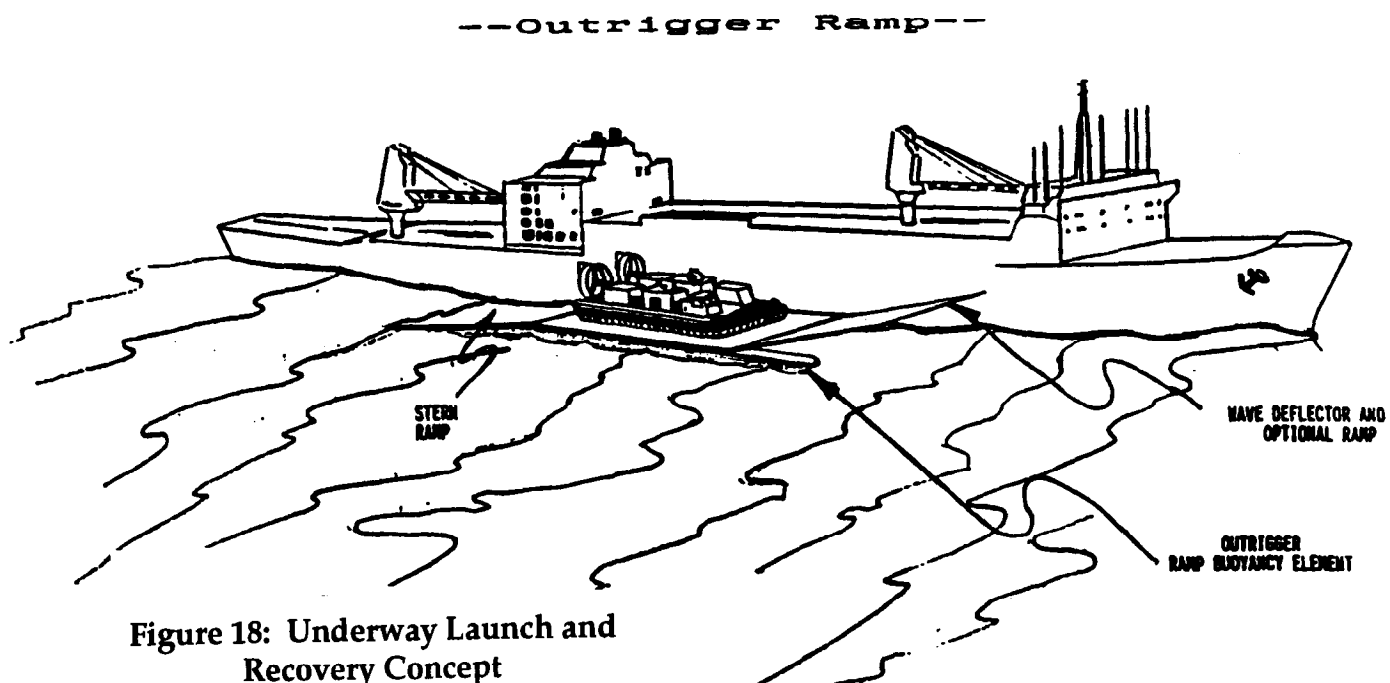 --Outrigger Ramp--
STERN
RAMP
WAVE DEFLECTOR AND
OPTIONAL RAMP
OUTRIGGER
RAMP BUOYANCY ELEMENT
Figure 18: Underway Launch and
Recovery Concept